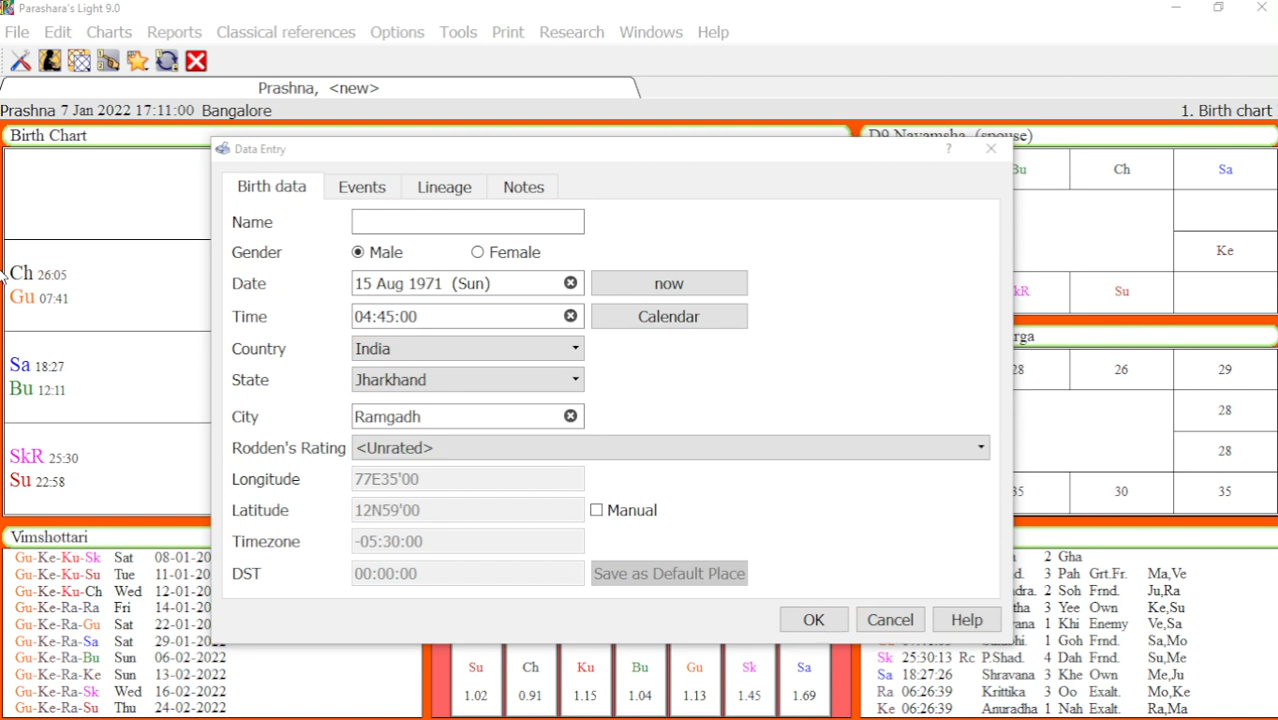 Parashara's Light 9.0
File Edit Charts Reports Classical references Options Tools Print Research Windows Help
Prashna, <new>
Prashna 7 Jan 2022 17:11:00 Bangalore 1. Birth chart
Birth Chart
D9 Navamsha (spouse)
Data Entry ?
Birth data Events Lineage Notes
Name
Gender Male Female
Date 15 Aug 1971 (Sun) now
Time 04:45:00 Calendar
Country India
State Jharkhand
City Ramgadh
Rodden's Rating <Unrated>
Longitude 77E35'00
Latitude 12N59'00 Manual
Timezone -05:30:00
DST 00:00:00 Save as Default Place
OK Cancel Help
Ch 26:05
Gu 07:41
Sa 18:27
Bu 12:11
SkR 25:30
Su 22:58
Bu Ch Sa
Ke
kR Su
rga
28 26 29
28
28
35 30 35
Vimshottari
Gu-Ke-Ku-Sk Sat 08-01-20
Gu-Ke-Ku-Su Tue 11-01-20
Gu-Ke-Ku-Ch Wed 12-01-20
Gu-Ke-Ra-Ra Fri 14-01-20
Gu-Ke-Ra-Gu Sat 22-01-20
Gu-Ke-Ra-Sa Sat 29-01-20
Gu-Ke-Ra-Bu Sun 06-02-2022
Gu-Ke-Ra-Ke Sun 13-02-2022
Gu-Ke-Ra-Sk Wed 16-02-2022
Gu-Ke-Ra-Su Thu 24-02-2022
Su Ch Ku Bu Gu Sk Sa
1.02 0.91 1.15 1.04 1.13 1.45 1.69
2 Gha
d. 3 Pah Grt.Fr. Ma,Ve
dra. 2 Soh Frnd. Ju,Ra
tha 3 Yee Own Ke,Su
ana 1 Khi Enemy Ve,Sa
hi. 1 Goh Frnd. Sa,Mo
Sk 25:30:13 Rc P.Shad. 4 Dah Frnd. Su,Me
Sa 18:27:26 Shravana 3 Khe Own Me,Ju
Ra 06:26:39 Krittika 3 Oo Exalt. Mo,Ke
Ke 06:26:39 Anuradha 1 Nah Exalt. Ra,Ma